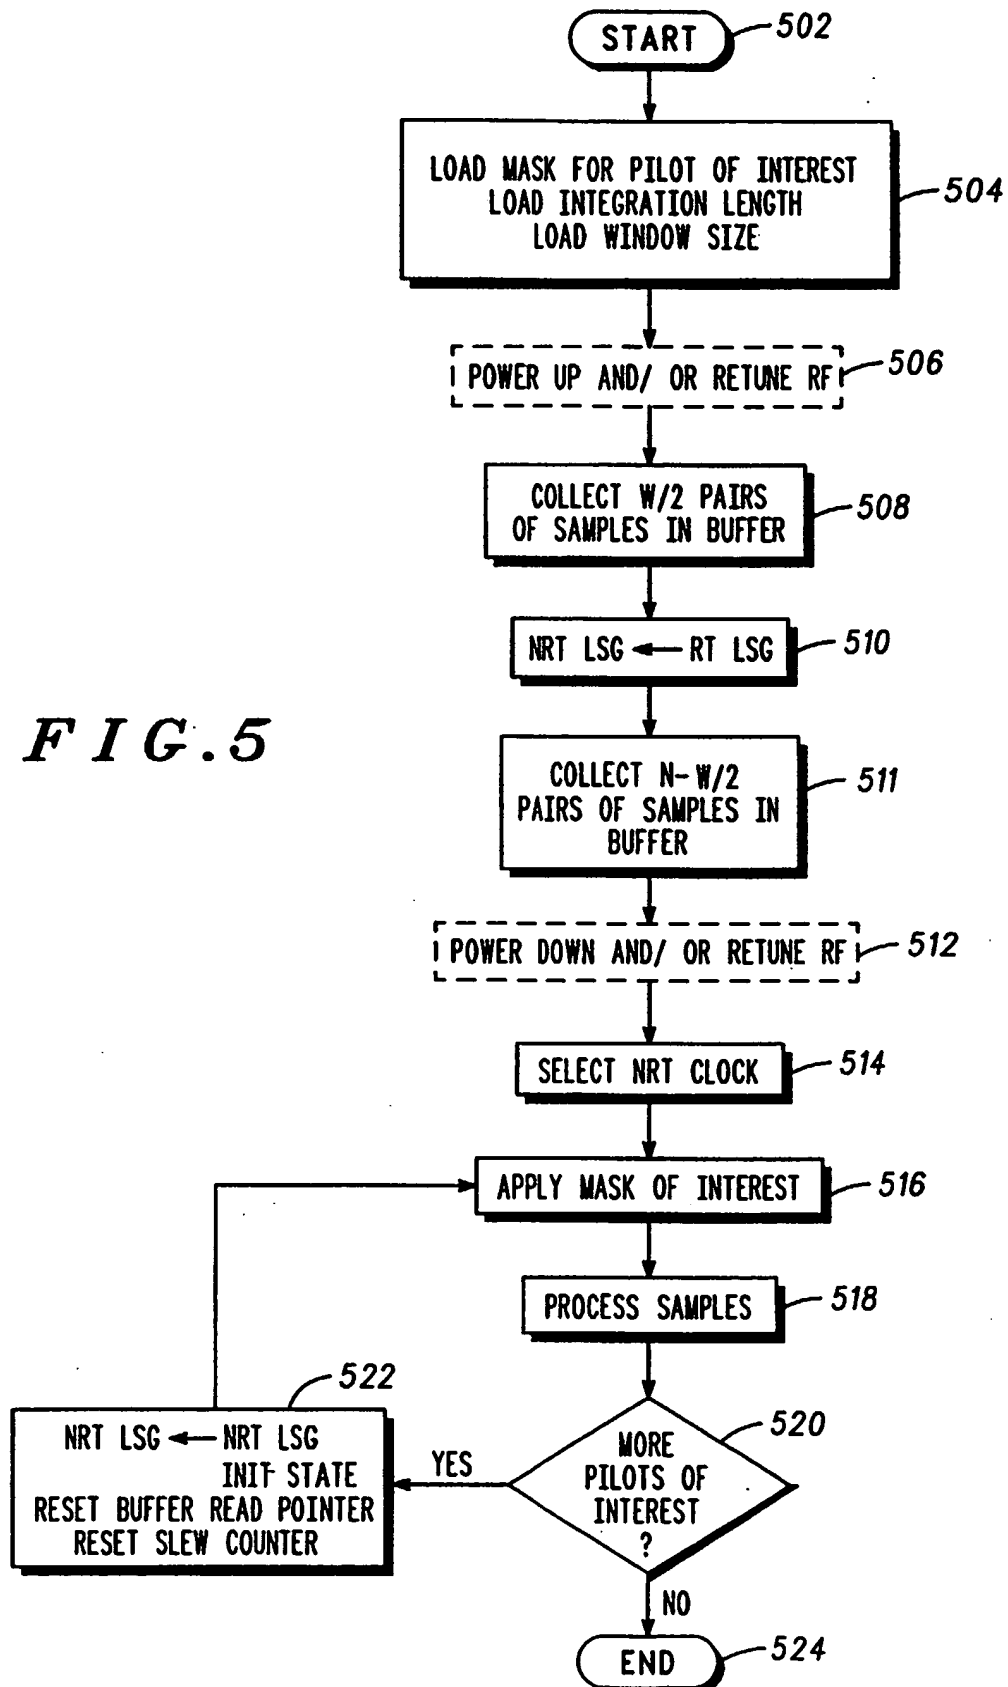 START
502
LOAD MASK FOR PILOT OF INTEREST
LOAD INTEGRATION LENGTH
LOAD WINDOW SIZE
504
POWER UP AND/ OR RETUNE RF
506
COLLECT W/2 PAIRS
OF SAMPLES IN BUFFER
508
NRT LSG ← RT LSG
510
FIG.5
COLLECT N-W/2
PAIRS OF SAMPLES IN
BUFFER
511
POWER DOWN AND/ OR RETUNE RF
512
SELECT NRT CLOCK
514
APPLY MASK OF INTEREST
516
PROCESS SAMPLES
518
MORE
PILOTS OF
INTEREST
?
520
YES
522
NRT LSG ← NRT LSG
INIT STATE
RESET BUFFER READ POINTER
RESET SLEW COUNTER
NO
END
524